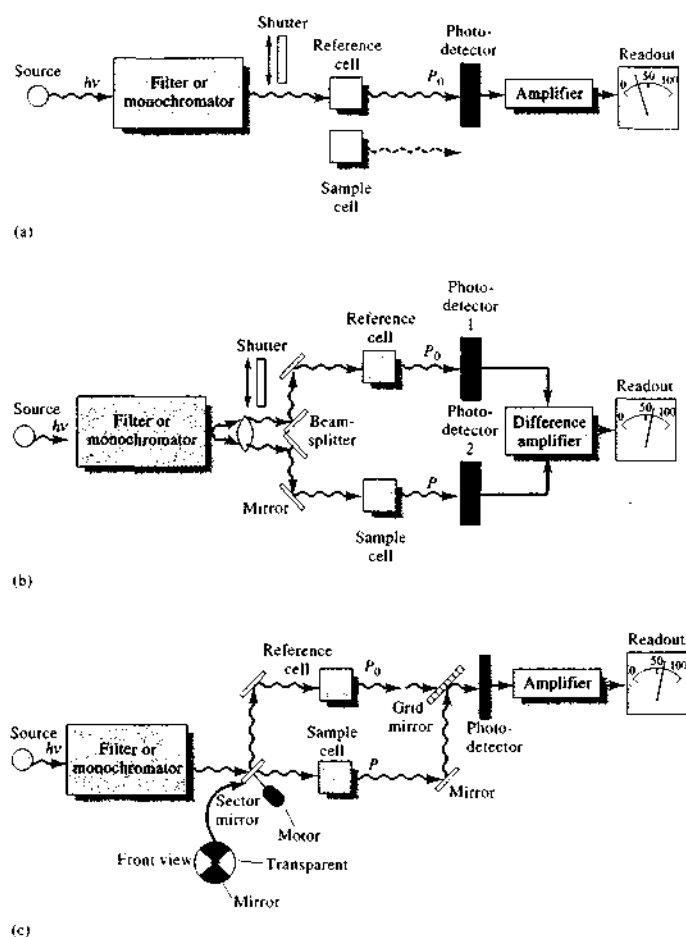 Shutter
Source
hν
Filter or
monochromator
Reference
cell
P0
Photo-
detector
Amplifier
Readout
0 50 100
Sample
cell
(a)
Source
hν
Filter or
monochromator
Shutter
Beam-
splitter
Mirror
Reference
cell
P0
Photo-
detector
1
Sample
cell
P
Photo-
detector
2
Difference
amplifier
Readout
0 50 100
(b)
Source
hν
Filter or
monochromator
Sector
mirror
Motor
Front view
Transparent
Mirror
Reference
cell
P0
Sample
cell
P
Grid
mirror
Mirror
Photo-
detector
Amplifier
Readout
0 50 100
(c)